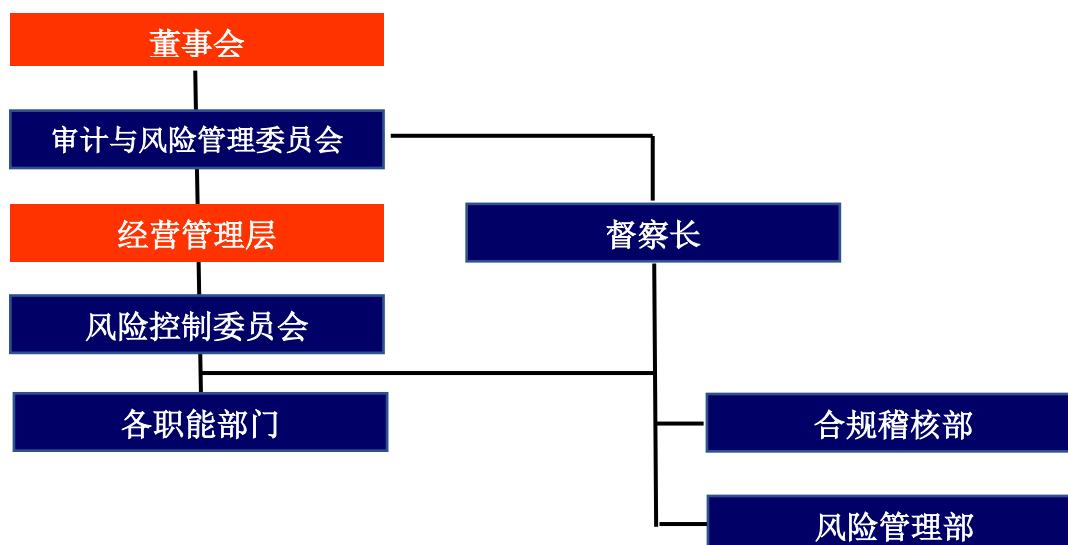 董事会
审计与风险管理委员会
经营管理层
督察长
风险控制委员会
各职能部门
合规稽核部
风险管理部